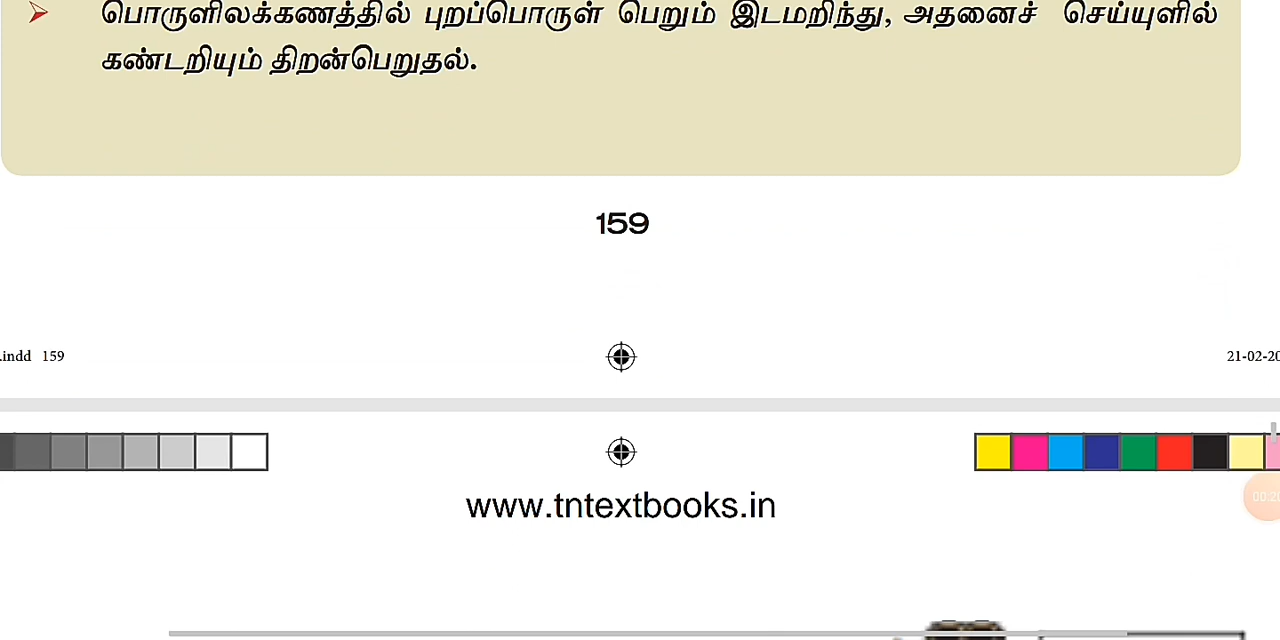 பொருளிலக்கணத்தில் புறப்பொருள் பெறும் இடமறிந்து, அதனைச் செய்யுளில்
கண்டறியும் திறன்பெறுதல்.
159
.indd 159
21-02-20
www.tntextbooks.in